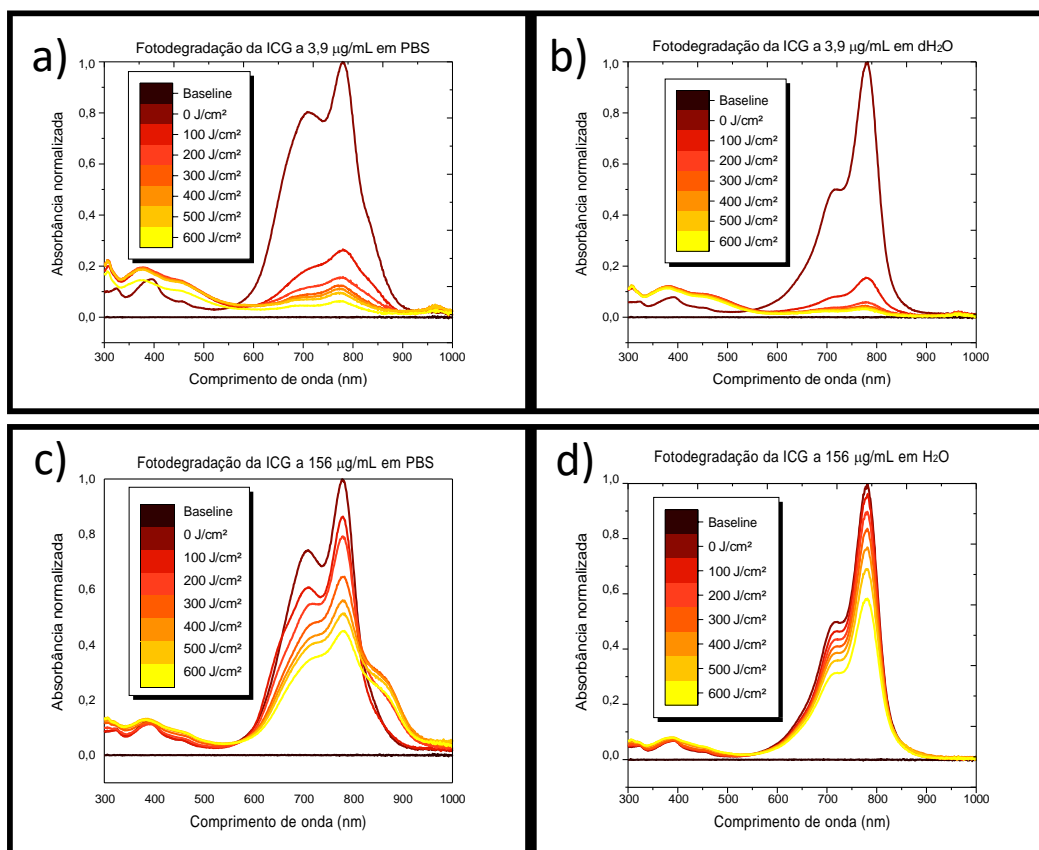 a)
Fotodegradação da ICG a 3,9 µg/mL em PBS
Absorbância normalizada
1,0
0,8
0,6
0,4
0,2
0,0
Baseline
0 J/cm²
100 J/cm²
200 J/cm²
300 J/cm²
400 J/cm²
500 J/cm²
600 J/cm²
300 400 500 600 700 800 900 1000
Comprimento de onda (nm)
b)
Fotodegradação da ICG a 3,9 µg/mL em dH₂O
Absorbância normalizada
1,0
0,8
0,6
0,4
0,2
0,0
Baseline
0 J/cm²
100 J/cm²
200 J/cm²
300 J/cm²
400 J/cm²
500 J/cm²
600 J/cm²
300 400 500 600 700 800 900 1000
Comprimento de onda (nm)
c)
Fotodegradação da ICG a 156 µg/mL em PBS
Absorbância normalizada
1,0
0,8
0,6
0,4
0,2
0,0
Baseline
0 J/cm²
100 J/cm²
200 J/cm²
300 J/cm²
400 J/cm²
500 J/cm²
600 J/cm²
300 400 500 600 700 800 900 1000
Comprimento de onda (nm)
d)
Fotodegradação da ICG a 156 µg/mL em H₂O
Absorbância normalizada
1,0
0,8
0,6
0,4
0,2
0,0
Baseline
0 J/cm²
100 J/cm²
200 J/cm²
300 J/cm²
400 J/cm²
500 J/cm²
600 J/cm²
300 400 500 600 700 800 900 1000
Comprimento de onda (nm)